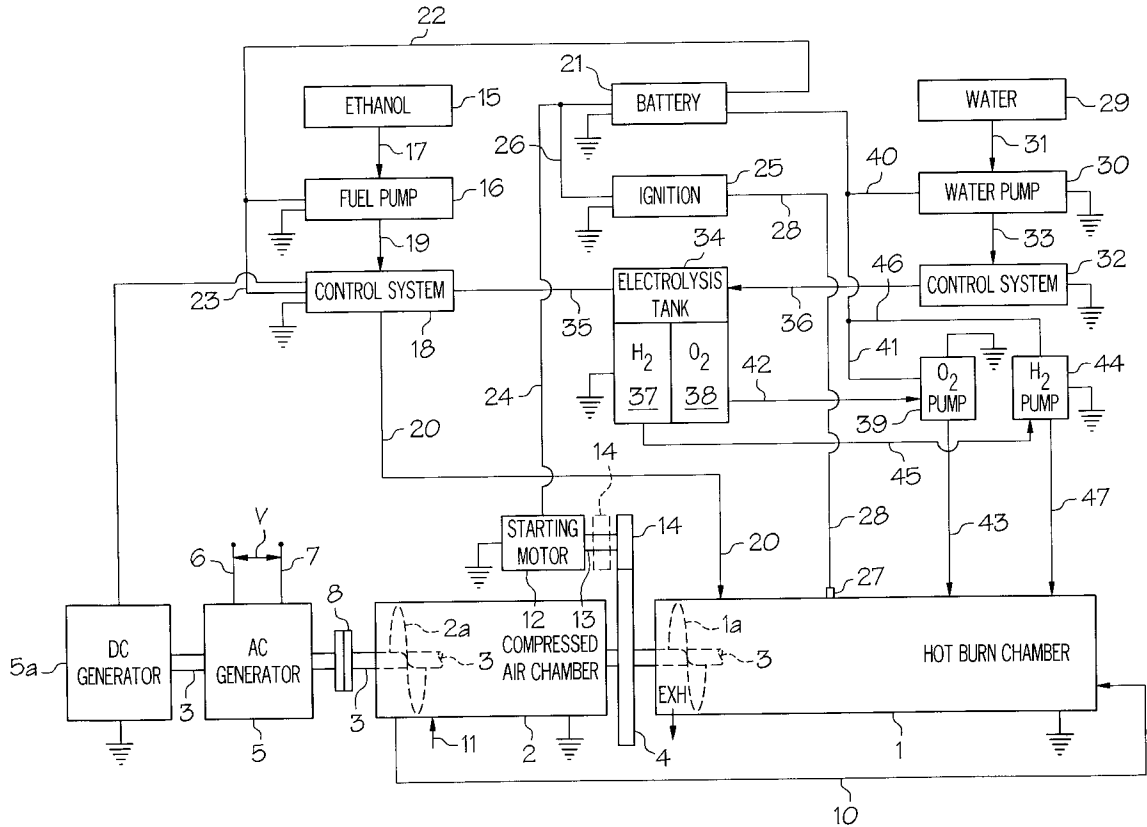 22
21
ETHANOL
15
BATTERY
WATER
29
17
26
31
25
40
30
FUEL PUMP
16
IGNITION
WATER PUMP
19
28
33
34
46
32
23
CONTROL SYSTEM
ELECTROLYSIS
TANK
CONTROL SYSTEM
18
35
36
41
H2
37
O2
38
42
O2
PUMP
39
H2
PUMP
44
24
20
45
14
V
6
7
STARTING
MOTOR
14
20
28
43
47
8
12
13
27
5a
DC
GENERATOR
AC
GENERATOR
2a
3
COMPRESSED
AIR CHAMBER
1a
3
HOT BURN CHAMBER
3
3
EXH
5
11
2
4
1
10